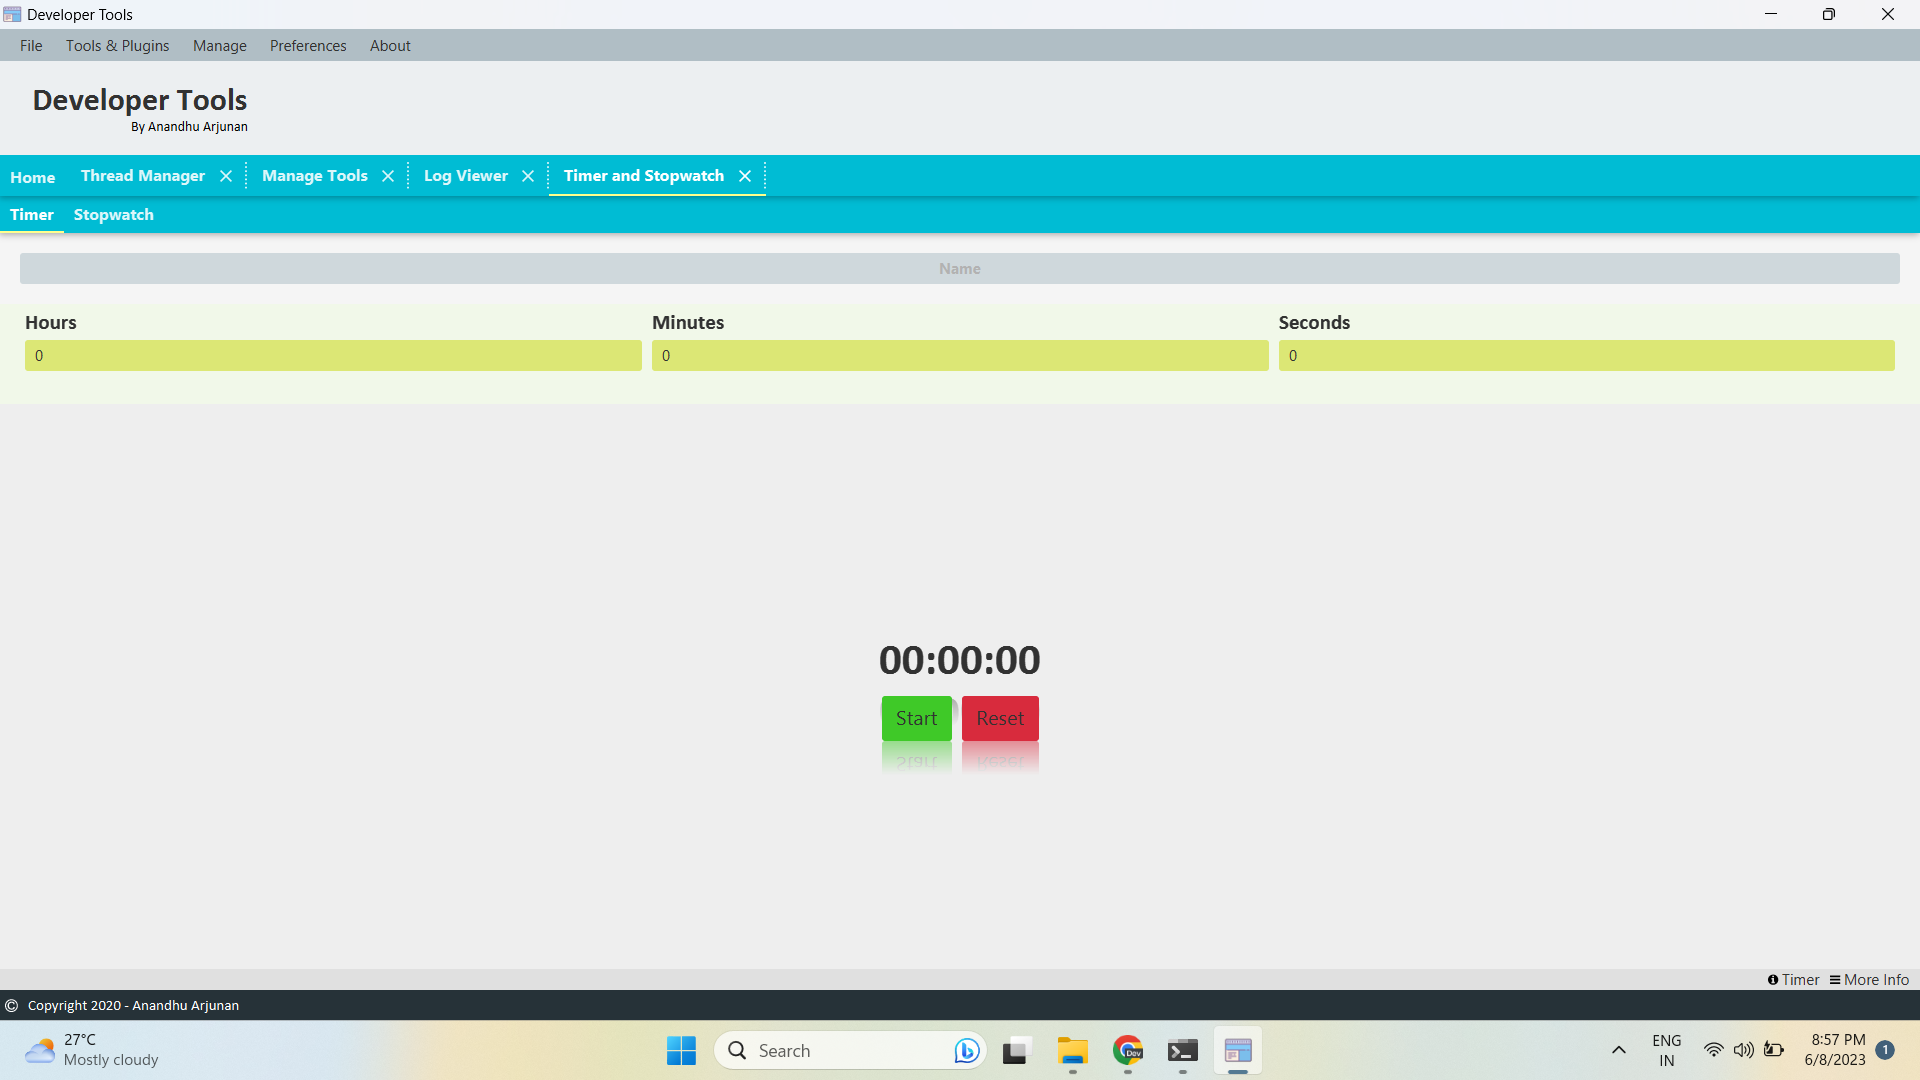 Developer Tools
File Tools & Plugins Manage Preferences About
Developer Tools
By Anandhu Arjunan
Home Thread Manager Manage Tools Log Viewer Timer and Stopwatch
Timer Stopwatch
Name
Hours Minutes Seconds
0 0 0
00:00:00
Start Reset
Timer More Info
© Copyright 2020 - Anandhu Arjunan
27°C
Mostly cloudy
Search
Dev
ENG
IN
8:57 PM
6/8/2023
1